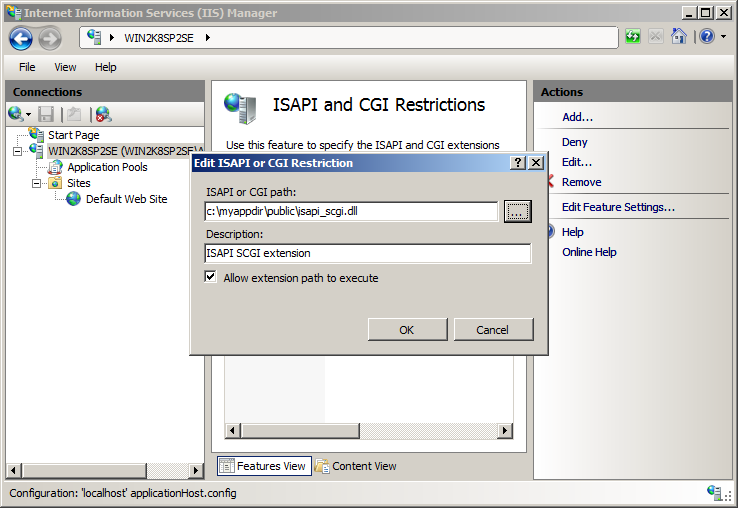 Internet Information Services (IIS) Manager
WIN2K8SP2SE
File View Help
Connections
Start Page
WIN2K8SP2SE (WIN2K8SP2SE\
Application Pools
Sites
Default Web Site
ISAPI and CGI Restrictions
Use this feature to specify the ISAPI and CGI extensions
Edit ISAPI or CGI Restriction
ISAPI or CGI path:
c:\myappdir\public\isapi_scgi.dll
...
Description:
ISAPI SCGI extension
Allow extension path to execute
OK Cancel
Features View Content View
Actions
Add...
Deny
Edit...
Remove
Edit Feature Settings...
Help
Online Help
Configuration: 'localhost' applicationHost.config